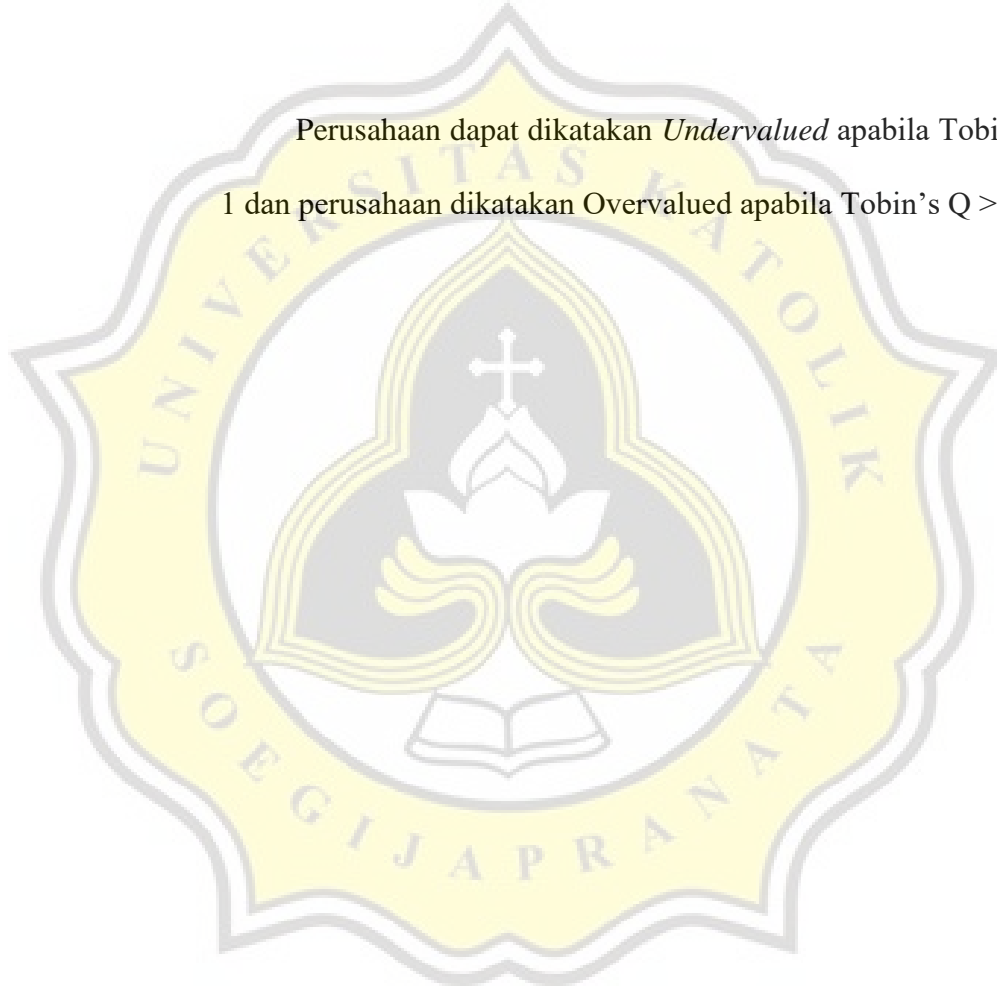 Perusahaan dapat dikatakan Undervalued apabila Tobi
1 dan perusahaan dikatakan Overvalued apabila Tobin’s Q >
UNIVERSITAS KATOLIK
SOEGIJAPRANATA